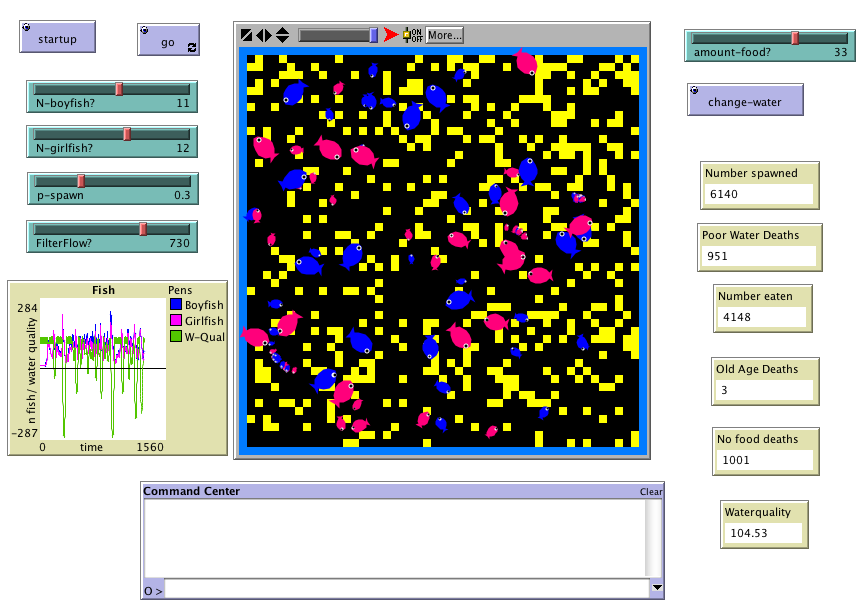 startup
go
N-boyfish? 11
N-girlfish? 12
p-spawn 0.3
FilterFlow? 730
Fish
Pens
284
-287
n fish/ water quality
0 time 1560
Boyfish
Girlfish
W-Qual
ON
OFF
More...
amount-food? 33
change-water
Number spawned
6140
Poor Water Deaths
951
Number eaten
4148
Old Age Deaths
3
No food deaths
1001
Waterquality
104.53
Command Center Clear
O >